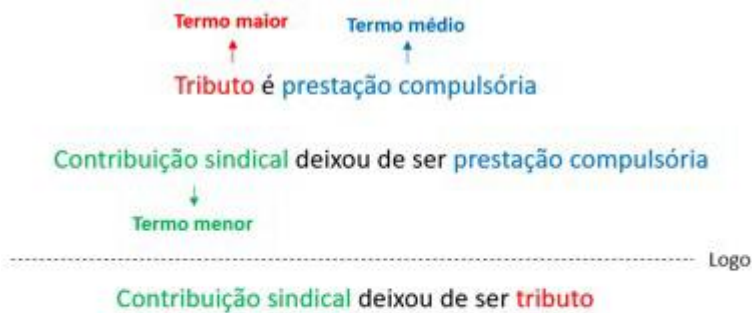 Termo maior Termo médio
Tributo é prestação compulsória
Contribuição sindical deixou de ser prestação compulsória
Termo menor
Logo
Contribuição sindical deixou de ser tributo